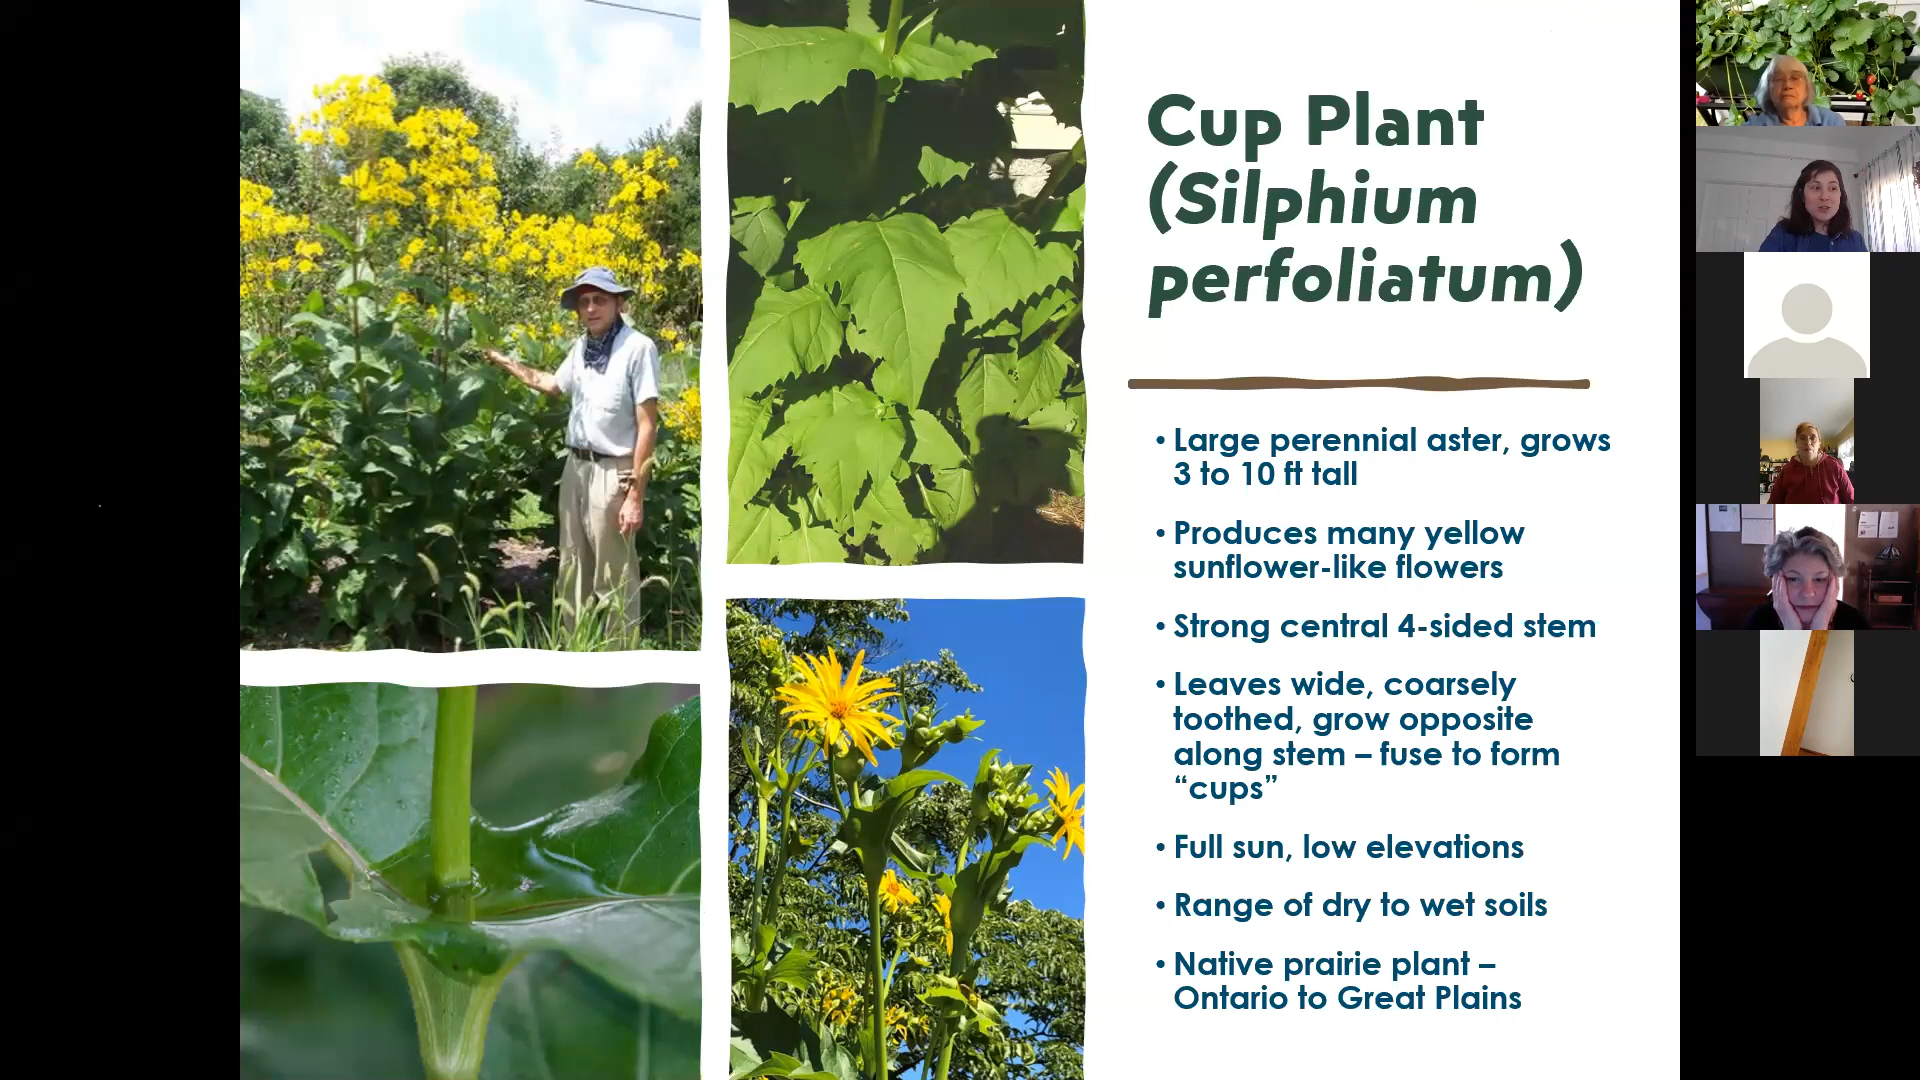 Cup Plant
(Silphium
perfoliatum)
• Large perennial aster, grows
3 to 10 ft tall
• Produces many yellow
sunflower-like flowers
• Strong central 4-sided stem
• Leaves wide, coarsely
toothed, grow opposite
along stem – fuse to form
“cups”
• Full sun, low elevations
• Range of dry to wet soils
• Native prairie plant –
Ontario to Great Plains